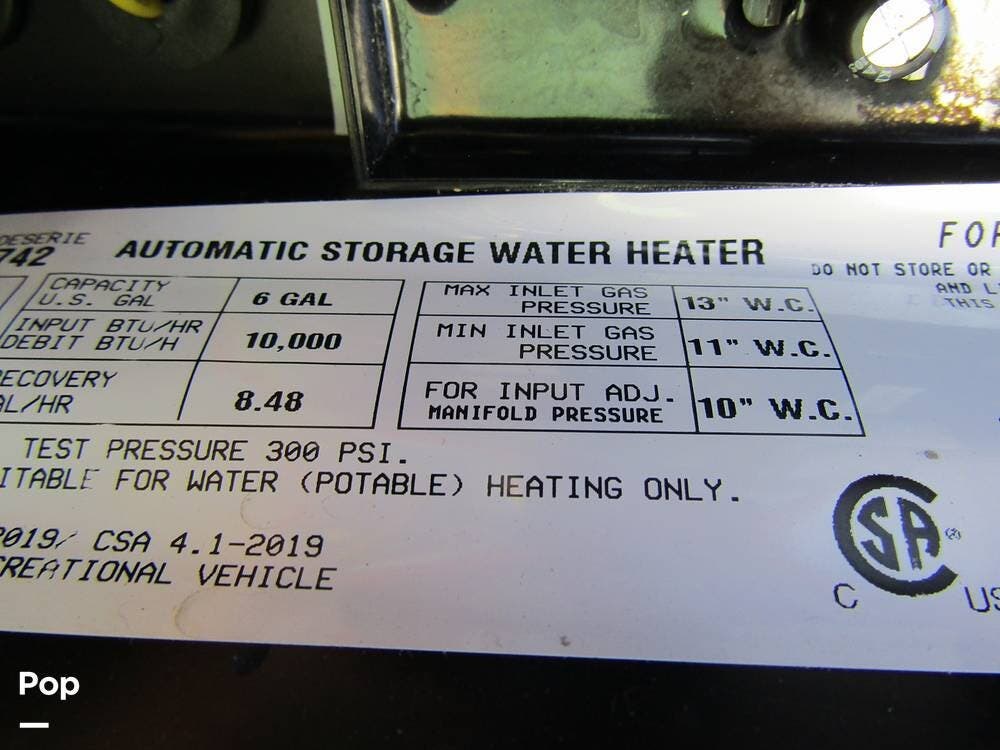 DESERIE
742
AUTOMATIC STORAGE WATER HEATER
CAPACITY
U.S. GAL
6 GAL
INPUT BTU/HR
DEBIT BTU/H
10,000
ECOVERY
AL/HR
8.48
MAX INLET GAS
PRESSURE
13" W.C.
MIN INLET GAS
PRESSURE
11" W.C.
FOR INPUT ADJ.
MANIFOLD PRESSURE
10" W.C.
TEST PRESSURE 300 PSI.
ITABLE FOR WATER (POTABLE) HEATING ONLY.
2019/ CSA 4.1-2019
CREATIONAL VEHICLE
FOR
DO NOT STORE OR
AND L
THIS
SA
®
C US
Pop